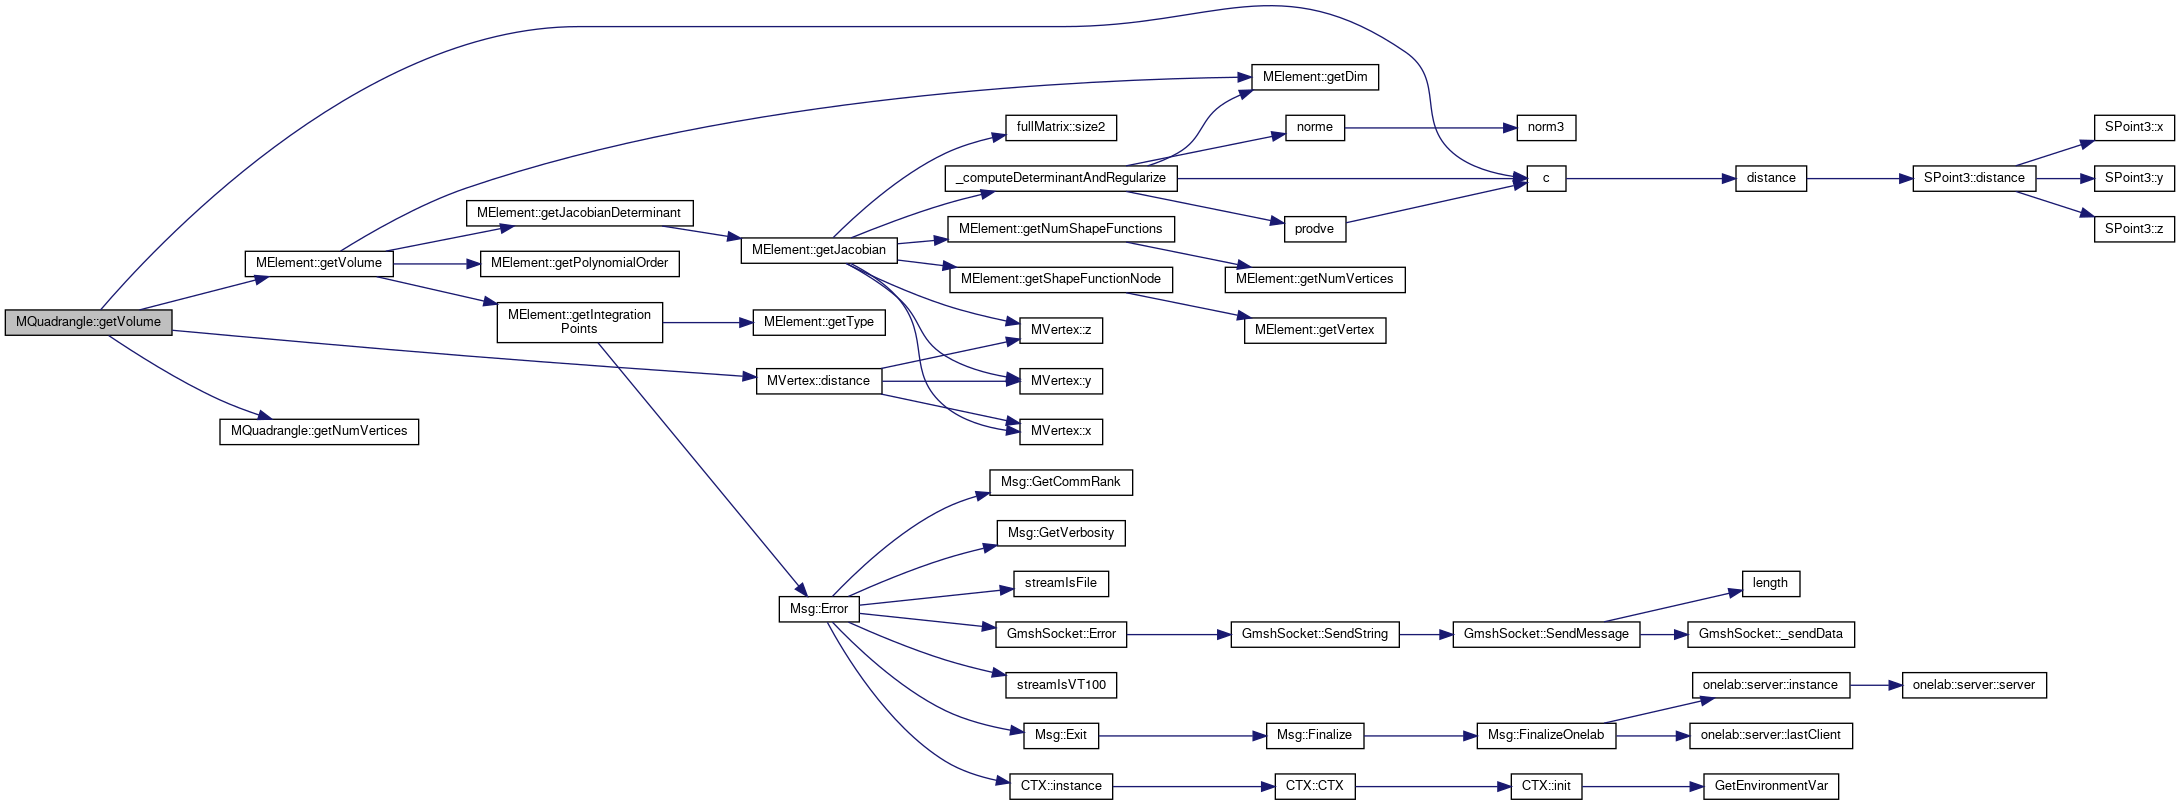 MElement::getDim
fullMatrix::size2
norme
norm3
SPoint3::x
_computeDeterminantAndRegularize
c
distance
SPoint3::distance
SPoint3::y
MElement::getJacobianDeterminant
MElement::getNumShapeFunctions
prodve
SPoint3::z
MElement::getJacobian
MElement::getVolume
MElement::getPolynomialOrder
MElement::getShapeFunctionNode
MElement::getNumVertices
MQuadrangle::getVolume
MElement::getIntegration
Points
MElement::getType
MVertex::z
MElement::getVertex
MVertex::distance
MVertex::y
MQuadrangle::getNumVertices
MVertex::x
Msg::GetCommRank
Msg::GetVerbosity
streamIsFile
length
Msg::Error
GmshSocket::Error
GmshSocket::SendString
GmshSocket::SendMessage
GmshSocket::_sendData
streamIsVT100
onelab::server::instance
onelab::server::server
Msg::Exit
Msg::Finalize
Msg::FinalizeOnelab
onelab::server::lastClient
CTX::instance
CTX::CTX
CTX::init
GetEnvironmentVar